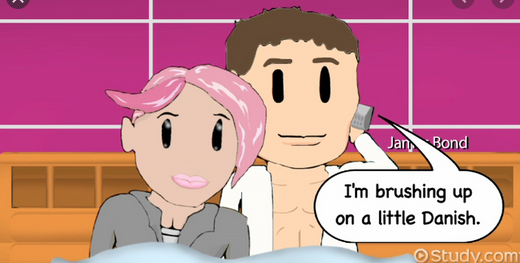 Bond
I'm brushing up
on a little Danish.
Study.com